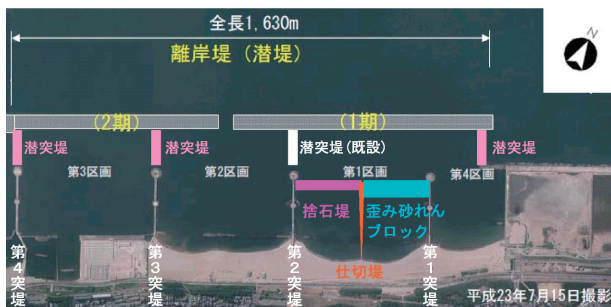 全長1,630m
N
離岸堤（潜堤）
(2期)
(1期)
潜突堤
潜突堤
潜突堤(既設)
潜突堤
第3区画
第2区画
第1区画
第4区画
捨石堤
歪み砂れん
ブロック
仕切堤
第4突堤
第3突堤
第2突堤
第1突堤
平成23年7月15日撮影